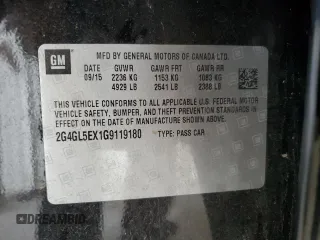 GM
MFD BY GENERAL MOTORS OF CANADA LTD.
DATE GVWR GAWR FRT GAWR RR
09/15 2236 KG 1153 KG 1083 KG
4929 LB 2541 LB 2388 LB
THIS VEHICLE CONFORMS TO ALL APPLICABLE U.S. FEDERAL MOTOR
VEHICLE SAFETY, BUMPER, AND THEFT PREVENTION STANDARDS IN
EFFECT ON THE DATE OF MANUFACTURE SHOWN ABOVE.
2G4GL5EX1G9119180 TYPE: PASS CAR
© DREAMBID